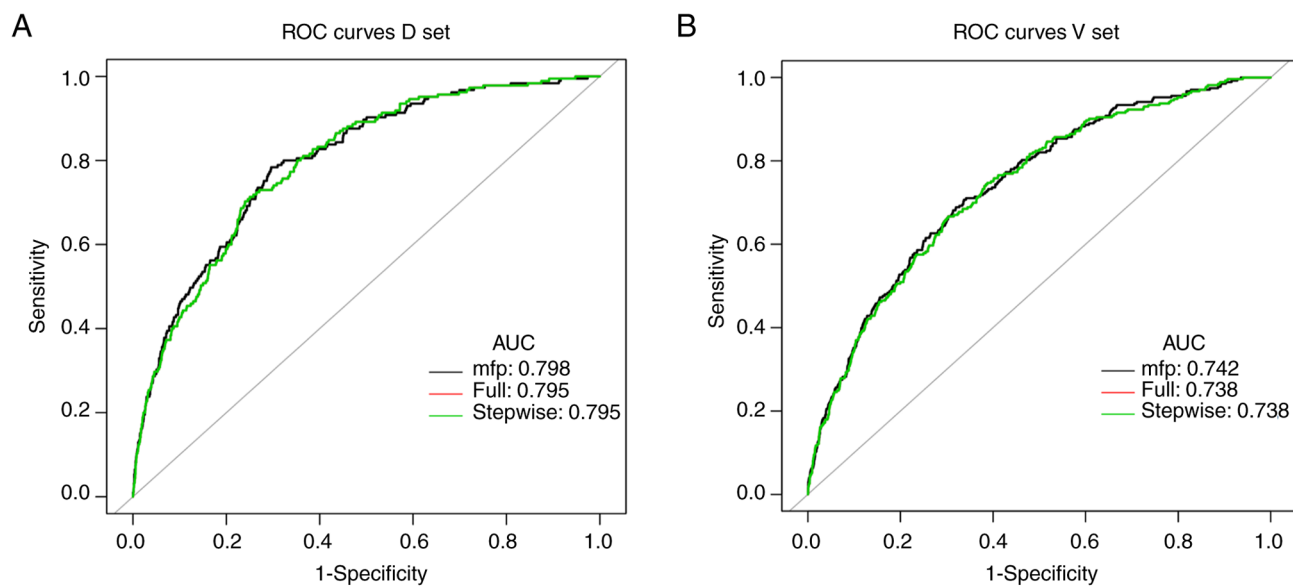 A
ROC curves D set
1.0
0.8
0.6
0.4
0.2
0.0
Sensitivity
AUC
mfp: 0.798
Full: 0.795
Stepwise: 0.795
0.0 0.2 0.4 0.6 0.8 1.0
1-Specificity
B
ROC curves V set
1.0
0.8
0.6
0.4
0.2
0.0
Sensitivity
AUC
mfp: 0.742
Full: 0.738
Stepwise: 0.738
0.0 0.2 0.4 0.6 0.8 1.0
1-Specificity